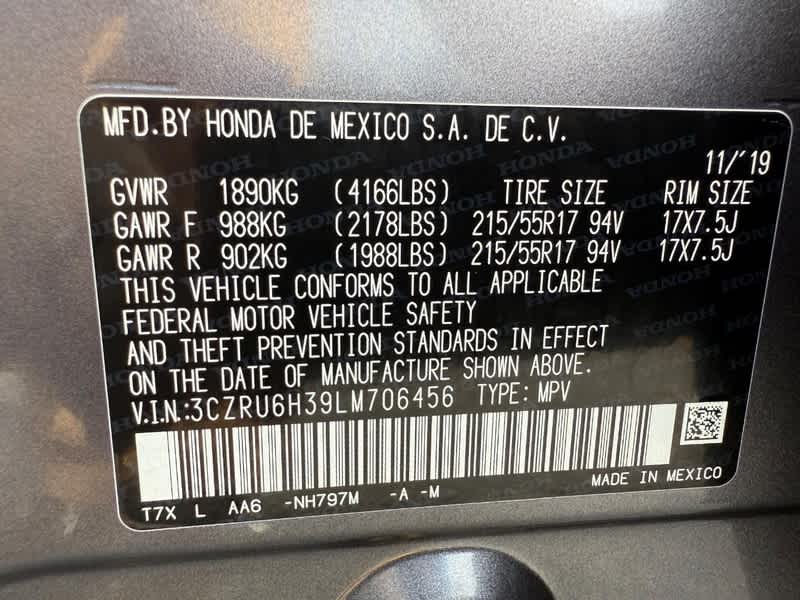 MFD.BY HONDA DE MEXICO S.A. DE C.V.
11/'19
GVWR 1890KG (4166LBS) TIRE SIZE RIM SIZE
GAWR F 988KG (2178LBS) 215/55R17 94V 17X7.5J
GAWR R 902KG (1988LBS) 215/55R17 94V 17X7.5J
THIS VEHICLE CONFORMS TO ALL APPLICABLE
FEDERAL MOTOR VEHICLE SAFETY
AND THEFT PREVENTION STANDARDS IN EFFECT
ON THE DATE OF MANUFACTURE SHOWN ABOVE.
V.I.N:3CZRU6H39LM706456 TYPE: MPV
MADE IN MEXICO
T7X L AA6 -NH797M -A -M